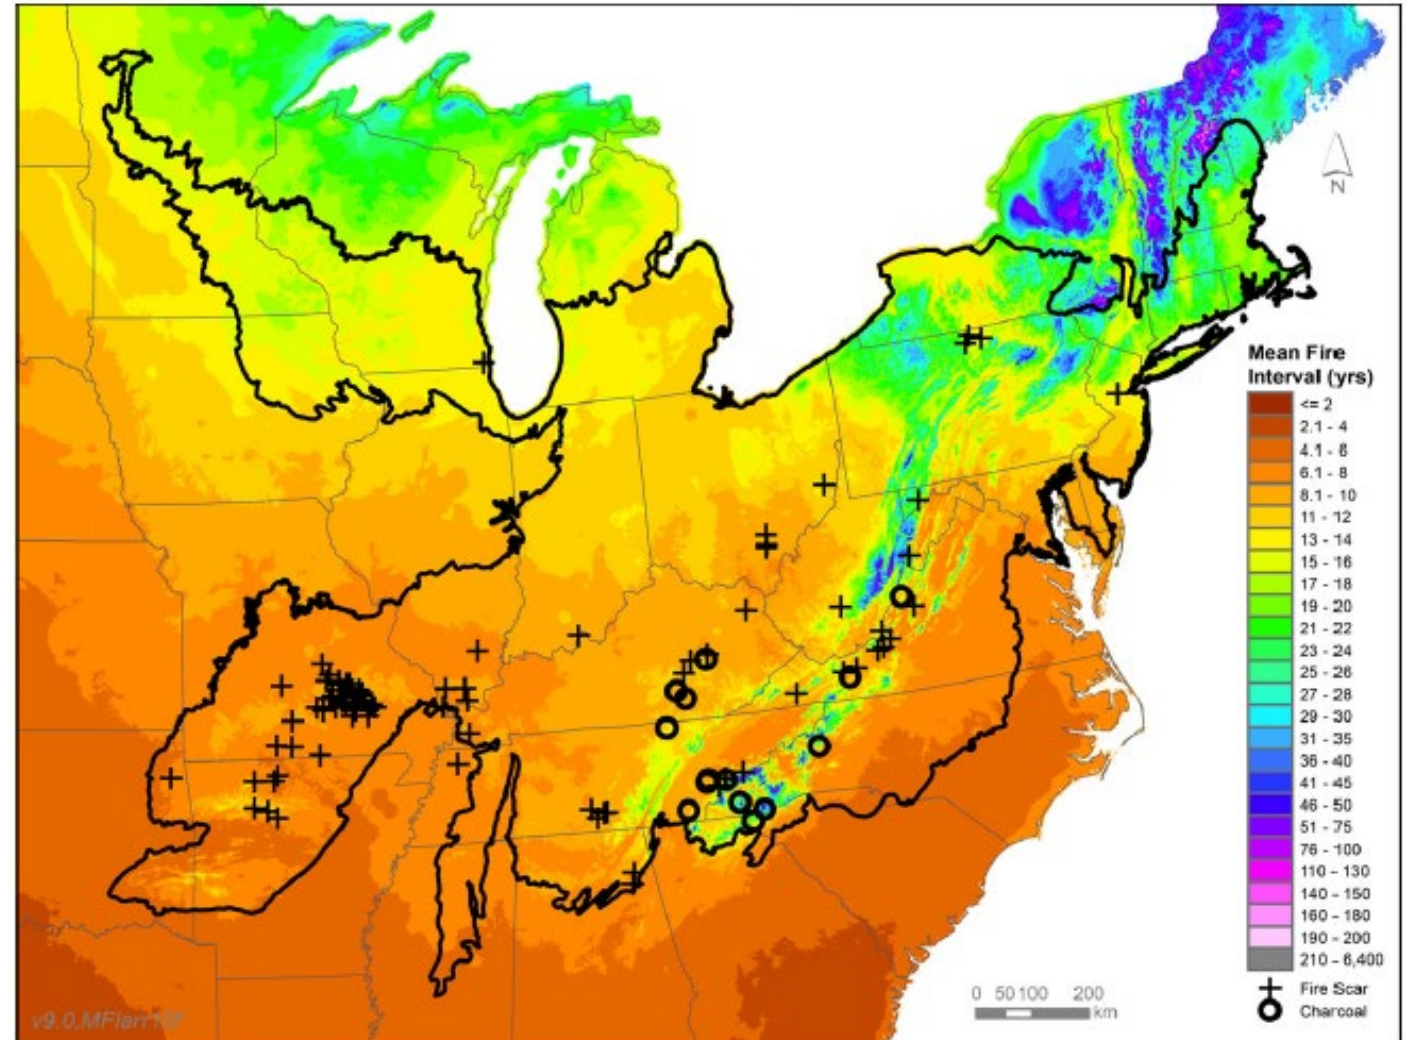 N
Mean Fire
Interval (yrs)
<= 2
2.1 - 4
4.1 - 6
6.1 - 8
8.1 - 10
11 - 12
13 - 14
15 - 16
17 - 18
19 - 20
21 - 22
23 - 24
25 - 26
27 - 28
29 - 30
31 - 35
36 - 40
41 - 45
46 - 50
51 - 75
76 - 100
110 - 130
140 - 150
160 - 180
190 - 200
210 - 6,400
Fire Scar
Charcoal
0 50 100 200
km